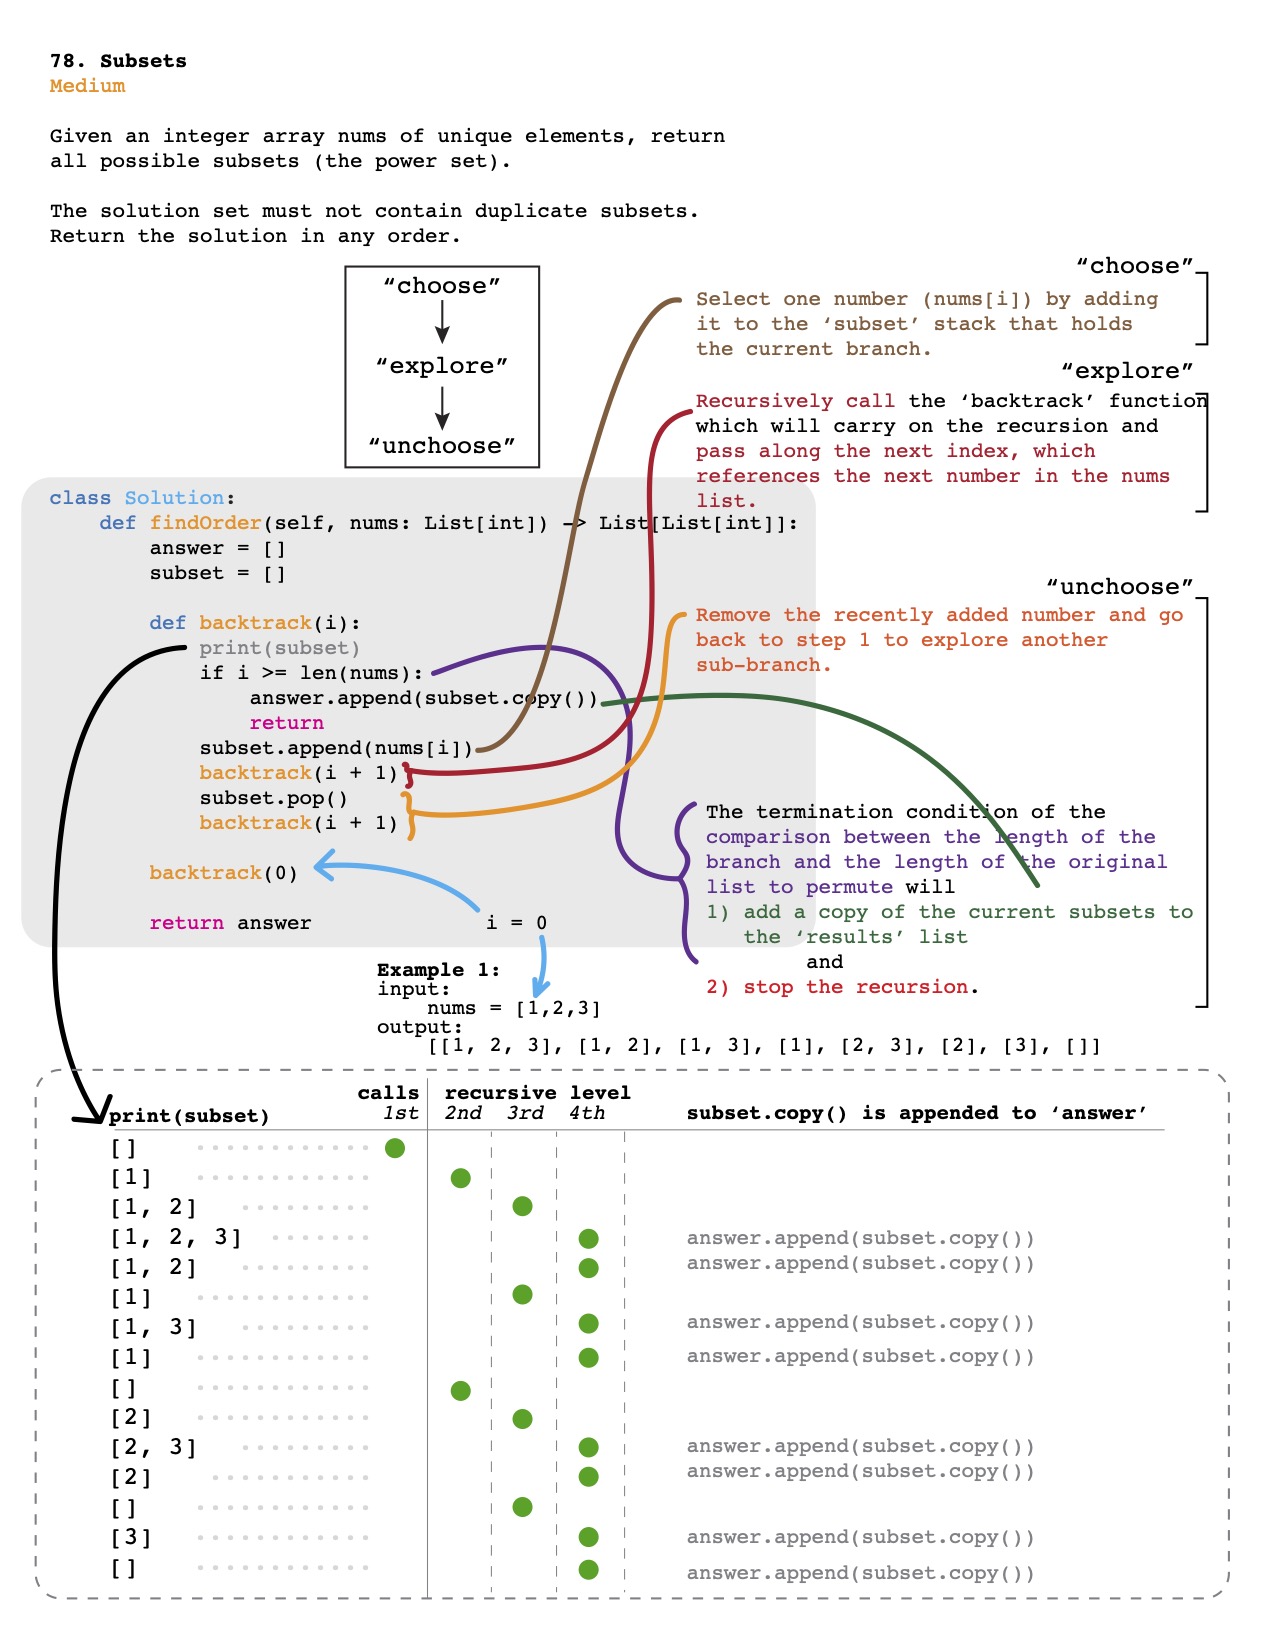 78. Subsets
Medium
Given an integer array nums of unique elements, return
all possible subsets (the power set).
The solution set must not contain duplicate subsets.
Return the solution in any order.
“choose”
“explore”
“unchoose”
“choose”
Select one number (nums[i]) by adding
it to the ‘subset’ stack that holds
the current branch.
“explore”
Recursively call the ‘backtrack’ function
which will carry on the recursion and
pass along the next index, which
references the next number in the nums
list.
“unchoose”
Remove the recently added number and go
back to step 1 to explore another
sub-branch.
class Solution:
def findOrder(self, nums: List[int]) -> List[List[int]]:
answer = []
subset = []
def backtrack(i):
print(subset)
if i >= len(nums):
answer.append(subset.copy())
return
subset.append(nums[i])
backtrack(i + 1)
subset.pop()
backtrack(i + 1)
backtrack(0)
return answer
i = 0
The termination condition of the
comparison between the length of the
branch and the length of the original
list to permute will
1) add a copy of the current subsets to
the ‘results’ list
and
2) stop the recursion.
Example 1:
input:
nums = [1,2,3]
output:
[[1, 2, 3], [1, 2], [1, 3], [1], [2, 3], [2], [3], []]
calls recursive level
print(subset) 1st 2nd 3rd 4th subset.copy() is appended to ‘answer’
[]
[1]
[1, 2]
[1, 2, 3] answer.append(subset.copy())
[1, 2] answer.append(subset.copy())
[1]
[1, 3] answer.append(subset.copy())
[1] answer.append(subset.copy())
[]
[2]
[2, 3] answer.append(subset.copy())
[2] answer.append(subset.copy())
[]
[3] answer.append(subset.copy())
[] answer.append(subset.copy())